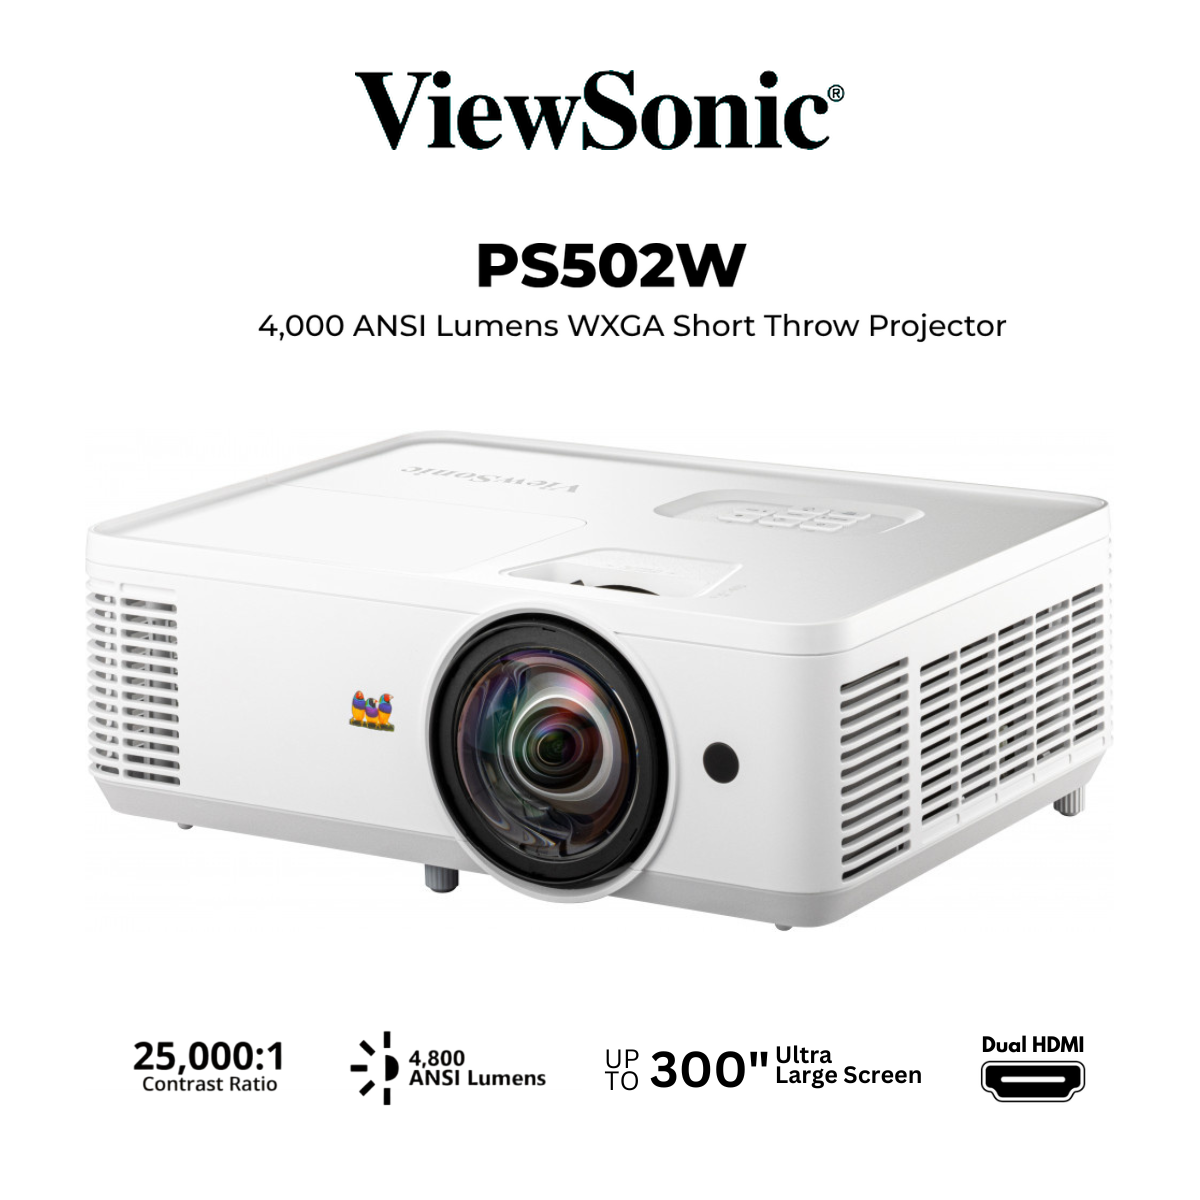 ViewSonic®
PS502W
4,000 ANSI Lumens WXGA Short Throw Projector
ViewSonic
25,000:1
Contrast Ratio
4,800
ANSI Lumens
UP
TO
300"
Ultra
Large Screen
Dual HDMI